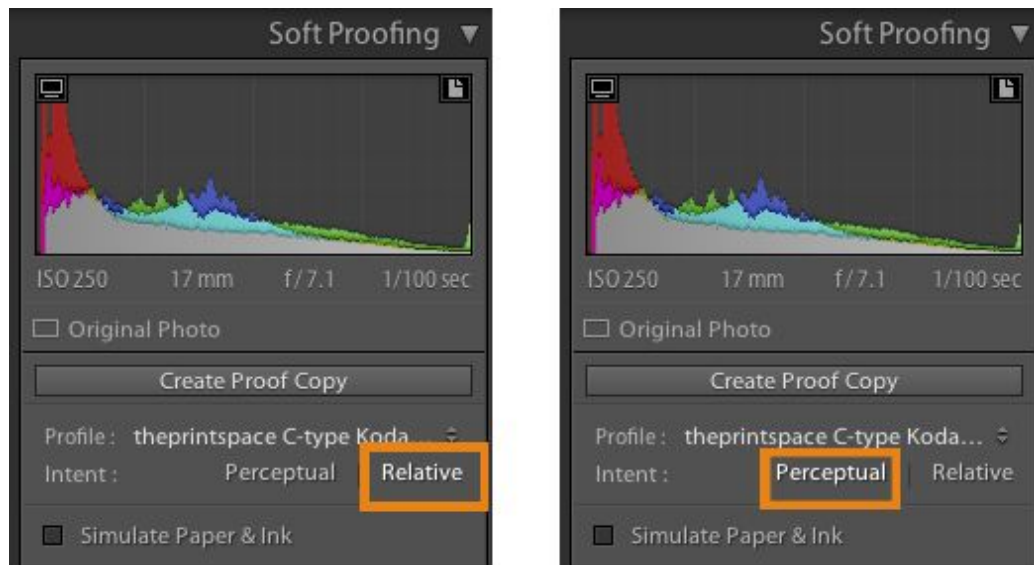 Soft Proofing
ISO 250 17 mm f/7.1 1/100 sec
Original Photo
Create Proof Copy
Profile: theprintspace C-type Koda...
Intent: Perceptual Relative
Simulate Paper & Ink
Soft Proofing
ISO 250 17 mm f/7.1 1/100 sec
Original Photo
Create Proof Copy
Profile: theprintspace C-type Koda...
Intent: Perceptual Relative
Simulate Paper & Ink